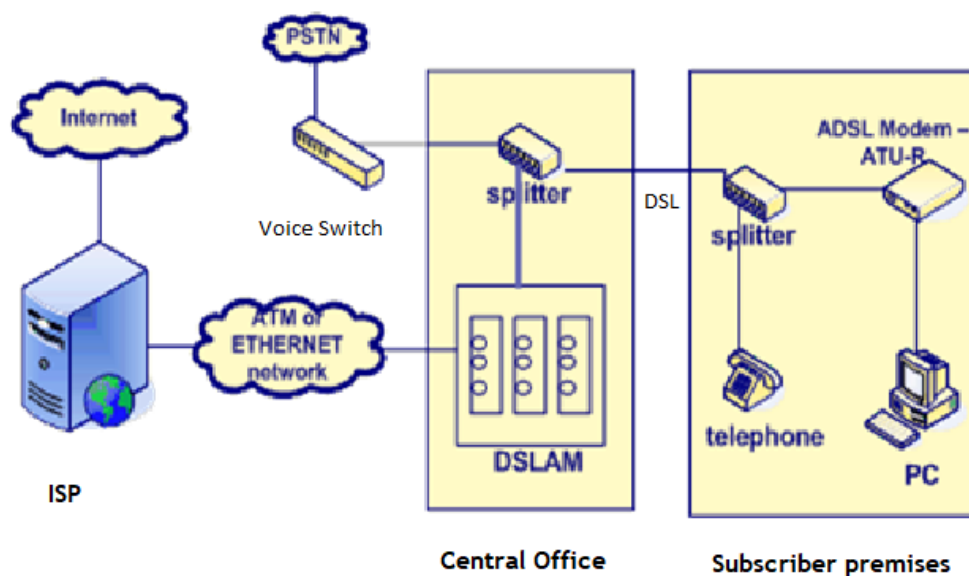 PSTN
Internet
Voice Switch
splitter
ADSL Modem –
ATU-R
DSL
splitter
ATM or
ETHERNET
network
DSLAM
telephone
PC
ISP
Central Office
Subscriber premises